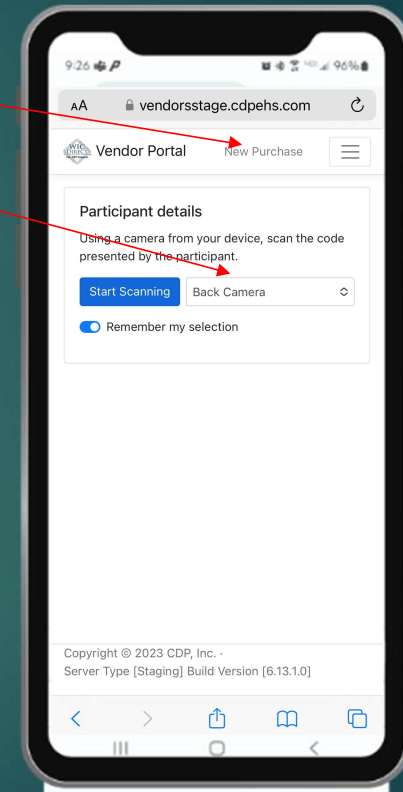 9:26
96%
AA vendorsstage.cdpehs.com
WIC DIRECT Vendor Portal New Purchase
Participant details
Using a camera from your device, scan the code
presented by the participant.
Start Scanning Back Camera
Remember my selection
Copyright © 2023 CDP, Inc. ·
Server Type [Staging] Build Version [6.13.1.0]